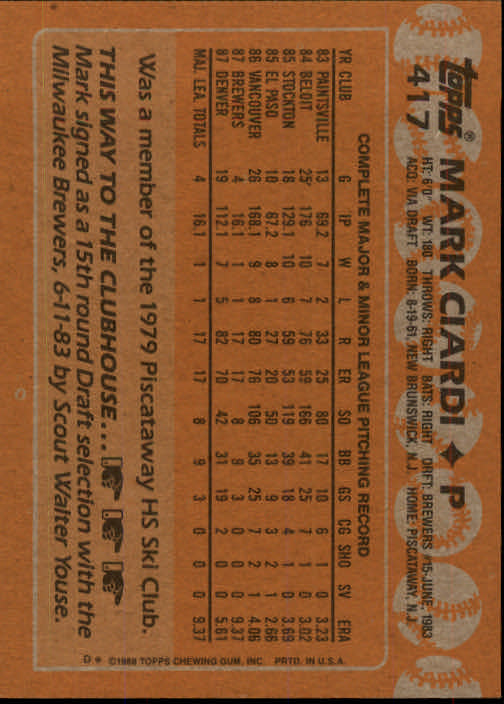 topps® MARK CIARDI ♦ P
417
HT: 6'0" WT: 180 THROWS: RIGHT BATS: RIGHT DRFT: BREWERS #15-JUNE, 1983
ACQ: VIA DRAFT BORN: 8-19-61, NEW BRUNSWICK, N.J. HOME: PISCATAWAY, N.J.
COMPLETE MAJOR & MINOR LEAGUE PITCHING RECORD
YR CLUB G IP W L R ER SO BB GS CG SHO SV ERA
83 PAINTSVILLE 13 69.2 7 2 33 25 80 17 10 6 1 0 3.23
84 BELOIT 25 176 10 7 76 59 166 41 25 7 1 0 3.02
85 STOCKTON 18 129.1 10 6 59 53 119 39 18 4 1 0 3.69
85 EL PASO 10 67.2 8 1 27 20 50 13 9 3 2 1 2.66
86 VANCOUVER 26 168.1 9 8 80 76 106 35 25 7 2 1 4.06
87 BREWERS 4 16.1 1 1 17 17 8 9 3 0 0 0 9.37
87 DENVER 19 112.1 7 5 82 70 42 31 19 2 0 0 5.61
MAJ. LEA. TOTALS 4 16.1 1 1 17 17 8 9 3 0 0 0 9.37
Was a member of the 1979 Piscataway HS Ski Club.
THIS WAY TO THE CLUBHOUSE...
Mark signed as a 15th round Draft selection with the
Milwaukee Brewers, 6-11-83 by Scout Walter Youse.
D* ©1988 TOPPS CHEWING GUM, INC. PRTD. IN U.S.A.